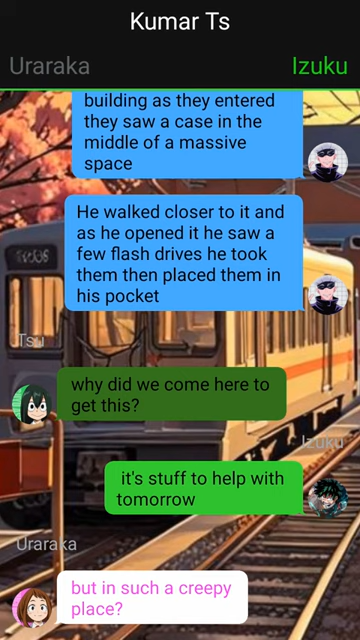 Kumar Ts
Uraraka
Izuku
building as they entered
they saw a case in the
middle of a massive
space
He walked closer to it and
as he opened it he saw a
few flash drives he took
them then placed them in
his pocket
Tsu
why did we come here to
get this?
Izuku
it's stuff to help with
tomorrow
Uraraka
but in such a creepy
place?